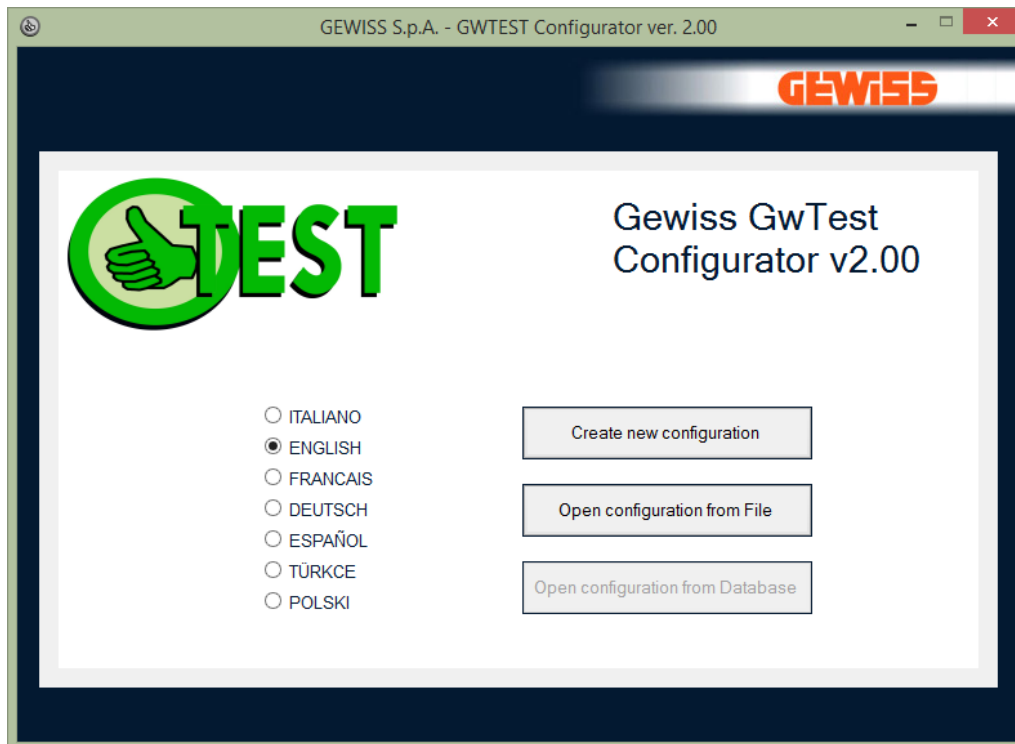 GEWISS S.p.A. - GWTEST Configurator ver. 2.00
GEWiSS
TEST
Gewiss GwTest
Configurator v2.00
ITALIANO
ENGLISH
FRANCAIS
DEUTSCH
ESPAÑOL
TÜRKCE
POLSKI
Create new configuration
Open configuration from File
Open configuration from Database